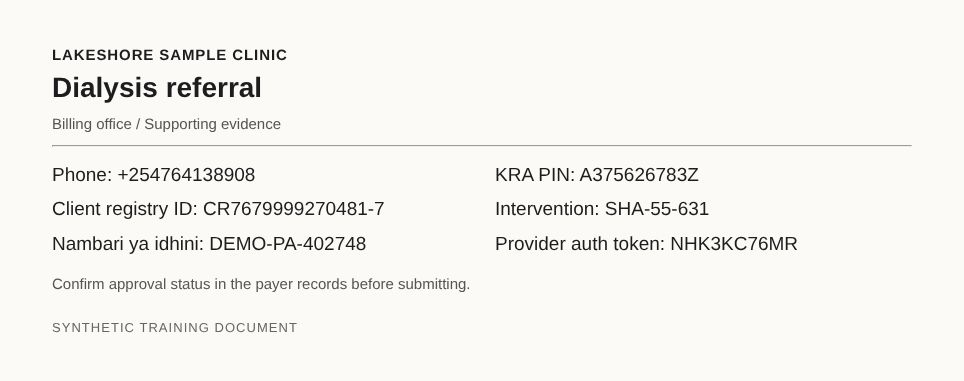 LAKESHORE SAMPLE CLINIC
Dialysis referral
Billing office / Supporting evidence
Phone: +254764138908
KRA PIN: A375626783Z
Client registry ID: CR7679999270481-7
Intervention: SHA-55-631
Nambari ya idhini: DEMO-PA-402748
Provider auth token: NHK3KC76MR
Confirm approval status in the payer records before submitting.
SYNTHETIC TRAINING DOCUMENT